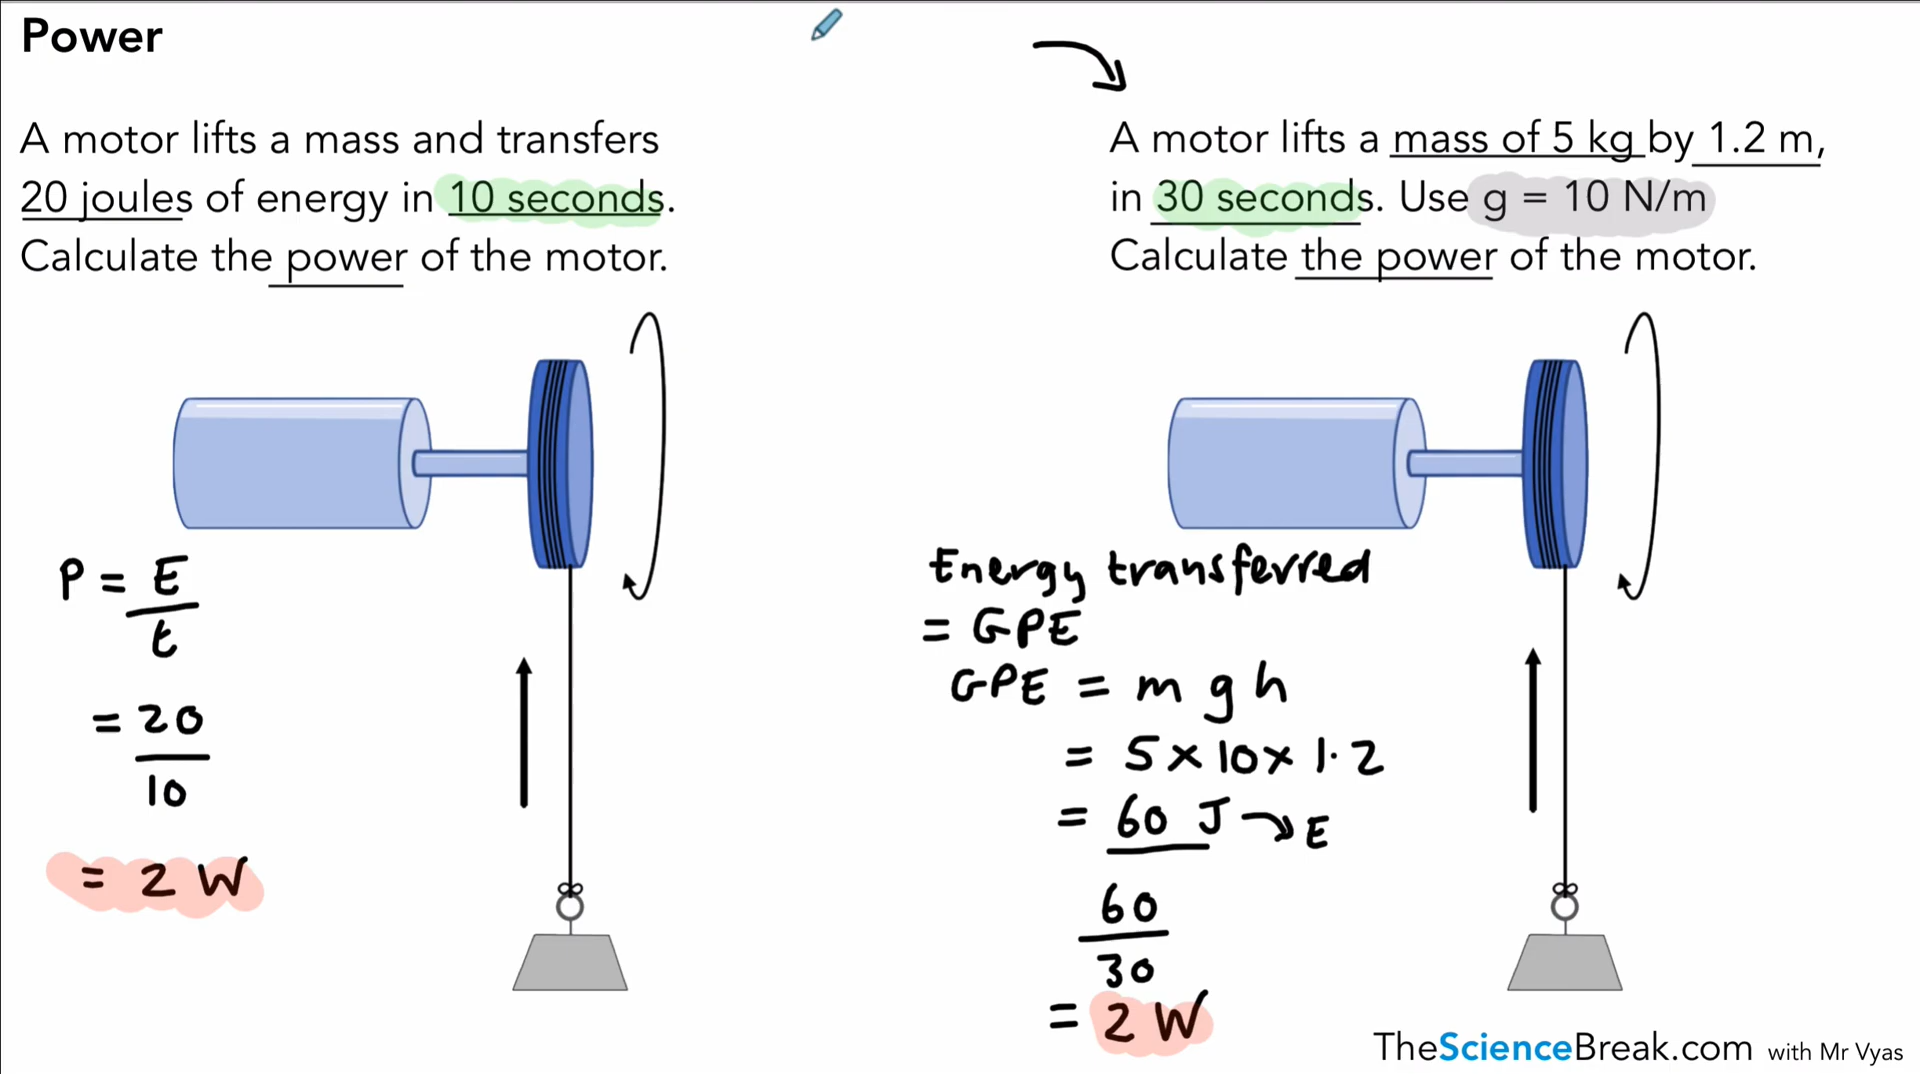 Power
A motor lifts a mass and transfers
20 joules of energy in 10 seconds.
Calculate the power of the motor.
P = E
t
= 20
10
= 2 W
A motor lifts a mass of 5 kg by 1.2 m,
in 30 seconds. Use g = 10 N/m
Calculate the power of the motor.
Energy transferred
= GPE
GPE = m g h
= 5 × 10 × 1.2
= 60 J → E
60
30
= 2 W
TheScienceBreak.com with Mr Vyas